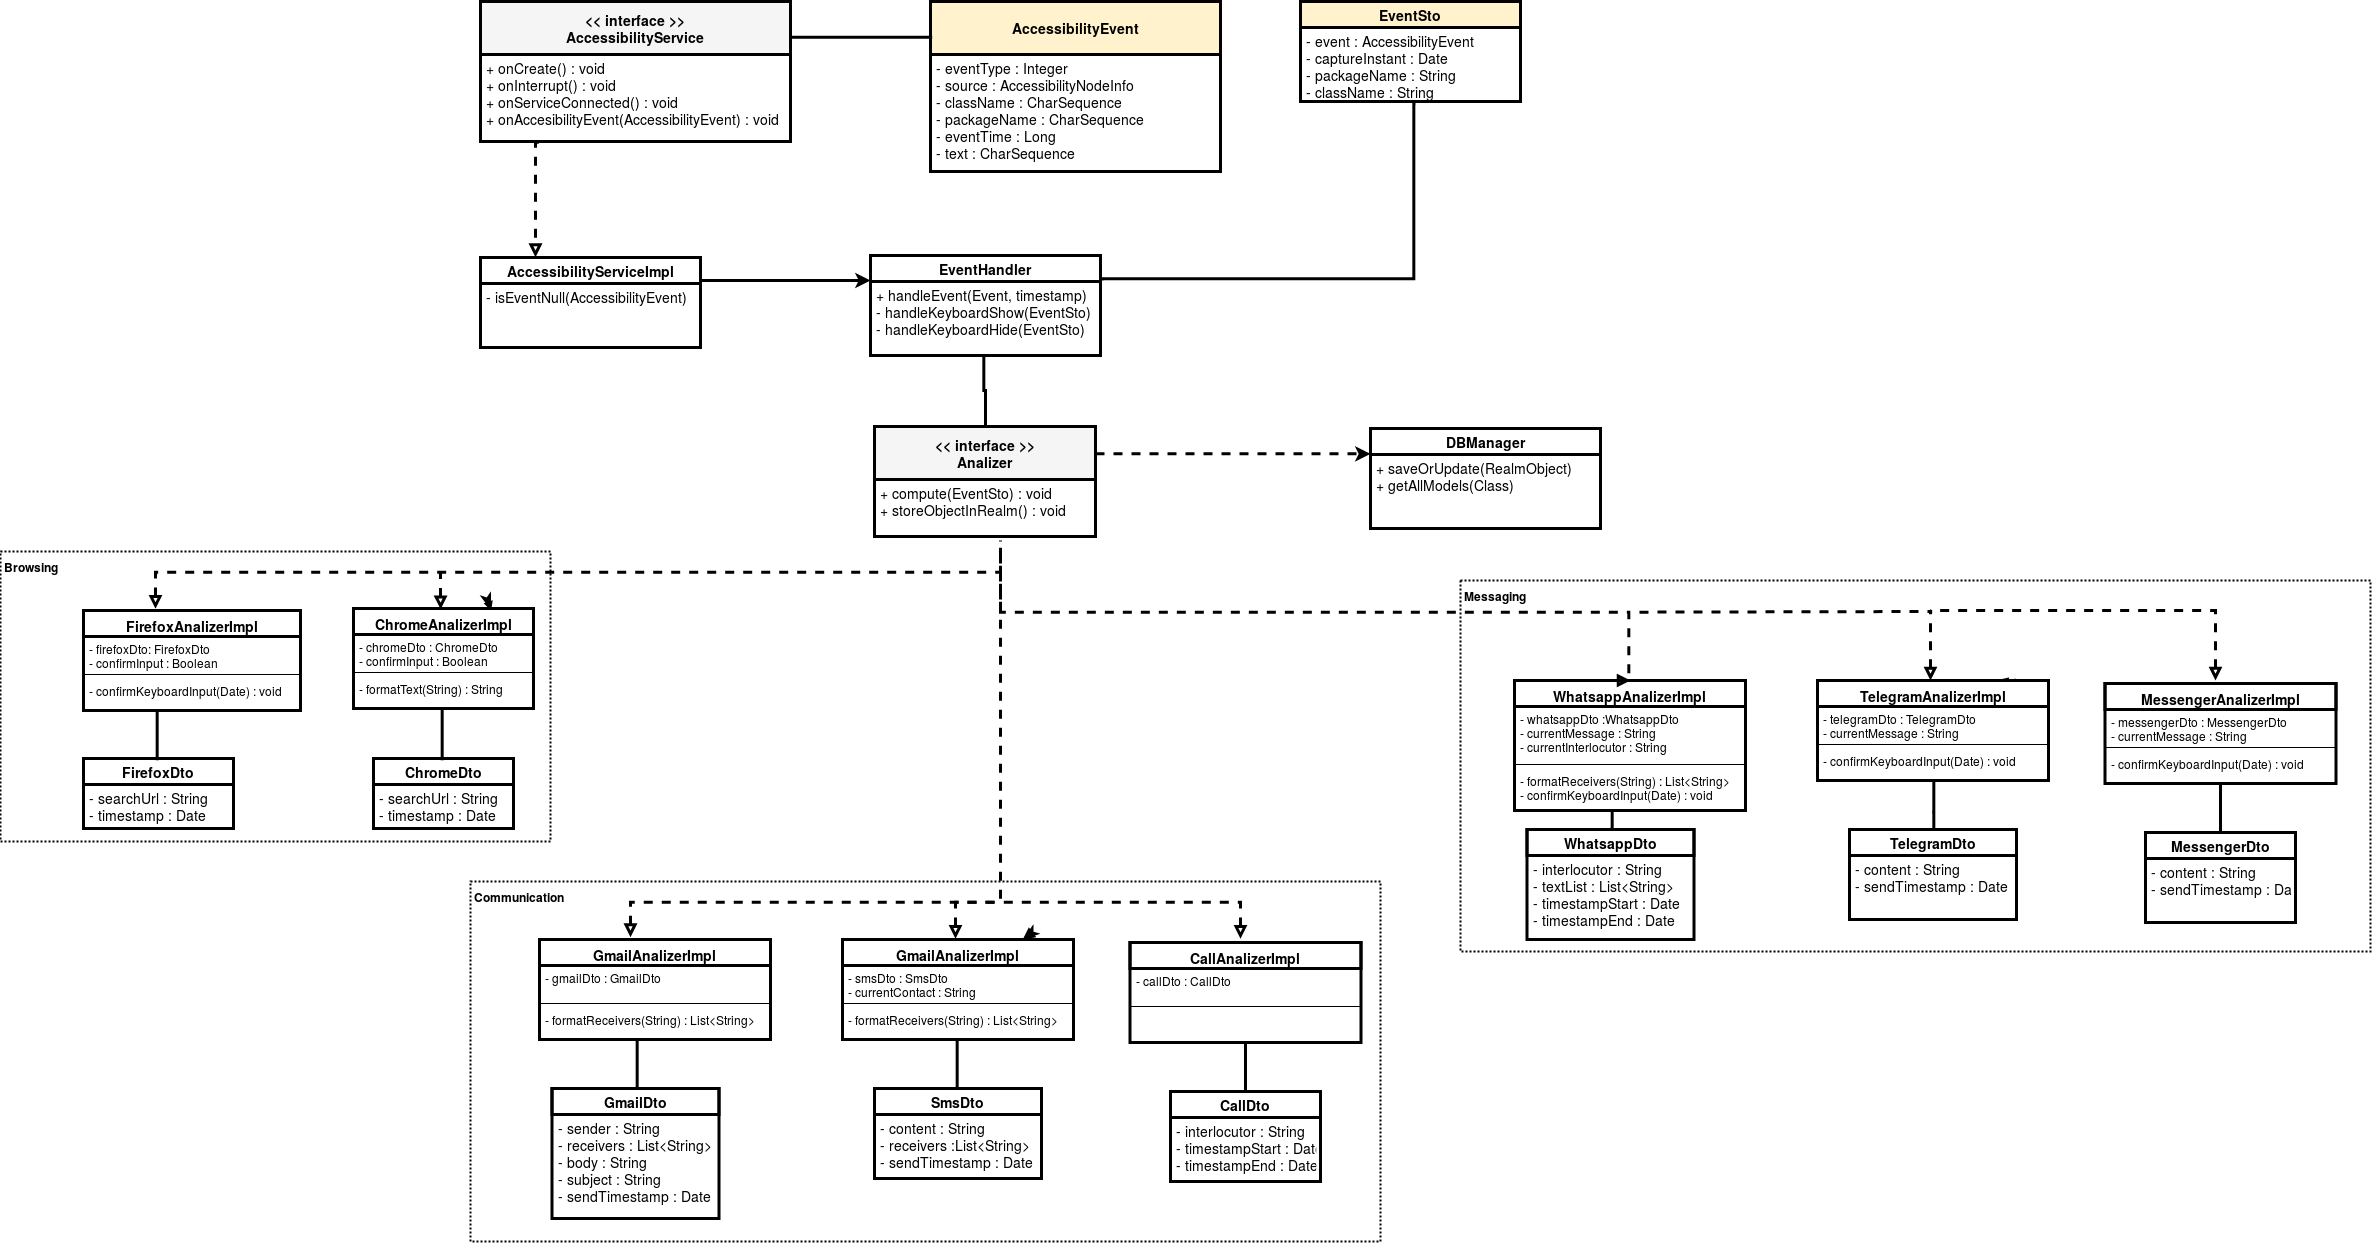 << interface >>
AccessibilityService
+ onCreate() : void
+ onInterrupt() : void
+ onServiceConnected() : void
+ onAccesibilityEvent(AccessibilityEvent) : void
AccessibilityEvent
- eventType : Integer
- source : AccessibilityNodeInfo
- className : CharSequence
- packageName : CharSequence
- eventTime : Long
- text : CharSequence
EventSto
- event : AccessibilityEvent
- captureInstant : Date
- packageName : String
- className : String
AccessibilityServiceImpl
- isEventNull(AccessibilityEvent)
EventHandler
+ handleEvent(Event, timestamp)
- handleKeyboardShow(EventSto)
- handleKeyboardHide(EventSto)
<< interface >>
Analizer
+ compute(EventSto) : void
+ storeObjectInRealm() : void
DBManager
+ saveOrUpdate(RealmObject)
+ getAllModels(Class)
Browsing
FirefoxAnalizerImpl
- firefoxDto: FirefoxDto
- confirmInput : Boolean
- confirmKeyboardInput(Date) : void
ChromeAnalizerImpl
- chromeDto : ChromeDto
- confirmInput : Boolean
- formatText(String) : String
FirefoxDto
- searchUrl : String
- timestamp : Date
ChromeDto
- searchUrl : String
- timestamp : Date
Messaging
WhatsappAnalizerImpl
- whatsappDto :WhatsappDto
- currentMessage : String
- currentInterlocutor : String
- formatReceivers(String) : List<String>
- confirmKeyboardInput(Date) : void
TelegramAnalizerImpl
- telegramDto : TelegramDto
- currentMessage : String
- confirmKeyboardInput(Date) : void
MessengerAnalizerImpl
- messengerDto : MessengerDto
- currentMessage : String
- confirmKeyboardInput(Date) : void
WhatsappDto
- interlocutor : String
- textList : List<String>
- timestampStart : Date
- timestampEnd : Date
TelegramDto
- content : String
- sendTimestamp : Date
MessengerDto
- content : String
- sendTimestamp : Da
Communication
GmailAnalizerImpl
- gmailDto : GmailDto
- formatReceivers(String) : List<String>
GmailAnalizerImpl
- smsDto : SmsDto
- currentContact : String
- formatReceivers(String) : List<String>
CallAnalizerImpl
- callDto : CallDto
GmailDto
- sender : String
- receivers : List<String>
- body : String
- subject : String
- sendTimestamp : Date
SmsDto
- content : String
- receivers :List<String>
- sendTimestamp : Date
CallDto
- interlocutor : String
- timestampStart : Dat
- timestampEnd : Date